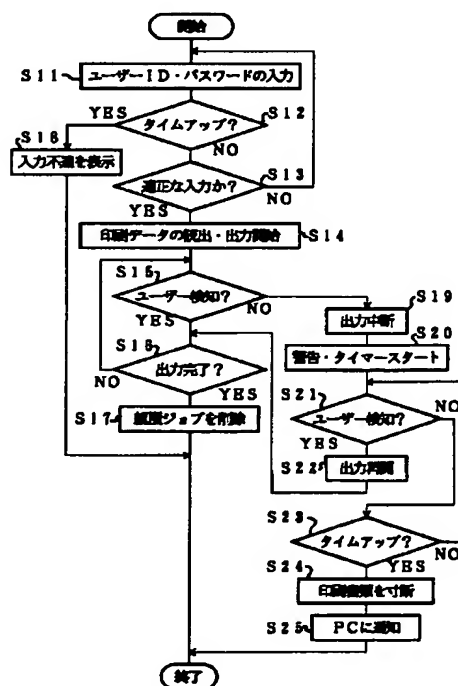 開始
S11 ユーザーID・パスワードの入力
YES タイムアップ? S12
S18 NO
入力不適を表示
適正な入力か? S13
YES NO
印刷データの読出・出力開始 S14
S15 ユーザー検知?
YES NO
S19 出力中断
S20 警告・タイマースタート
S16 出力完了?
NO YES
S17 ジョブを削除
S21 ユーザー検知? NO
YES
S22 出力再開
S23 タイムアップ? NO
YES
S24 印刷書類を寸断
S25 PCに通知
終了